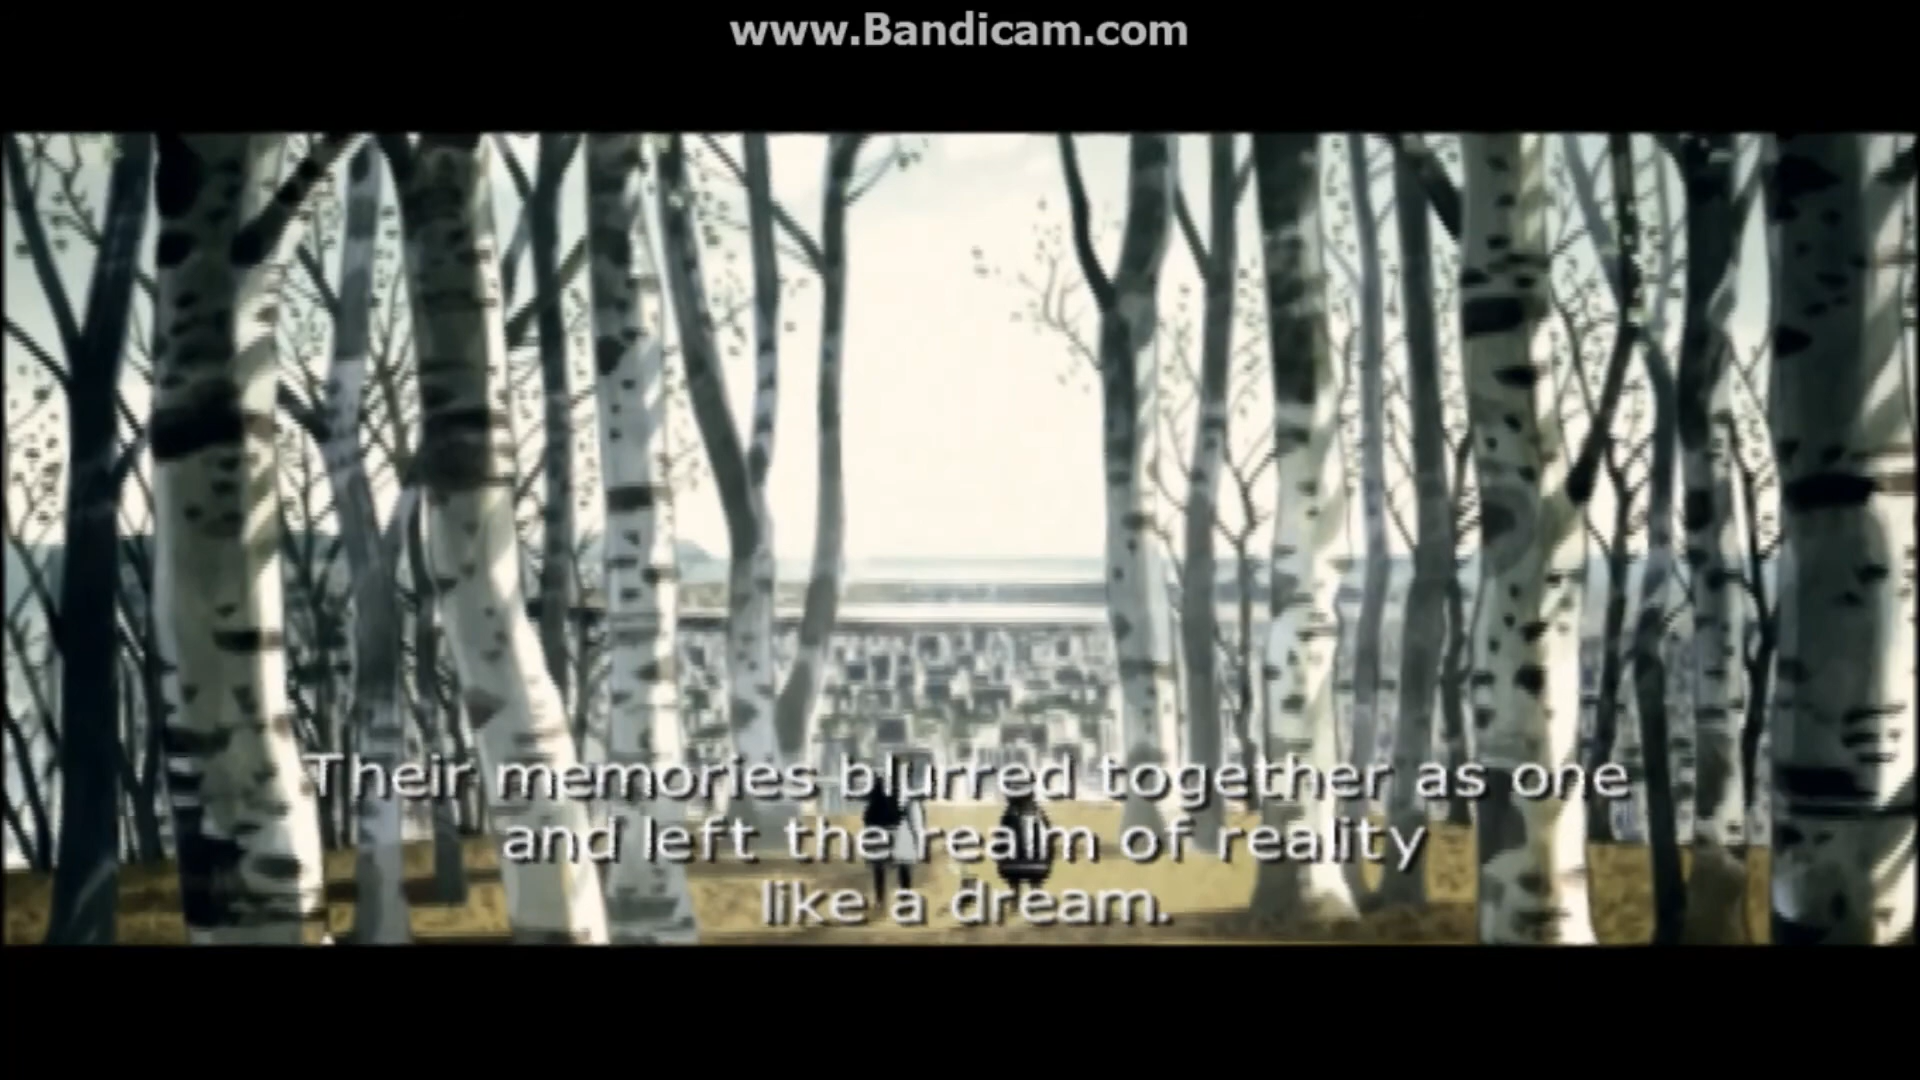 www.Bandicam.com
Their memories blurred together as one
and left the realm of reality
like a dream.